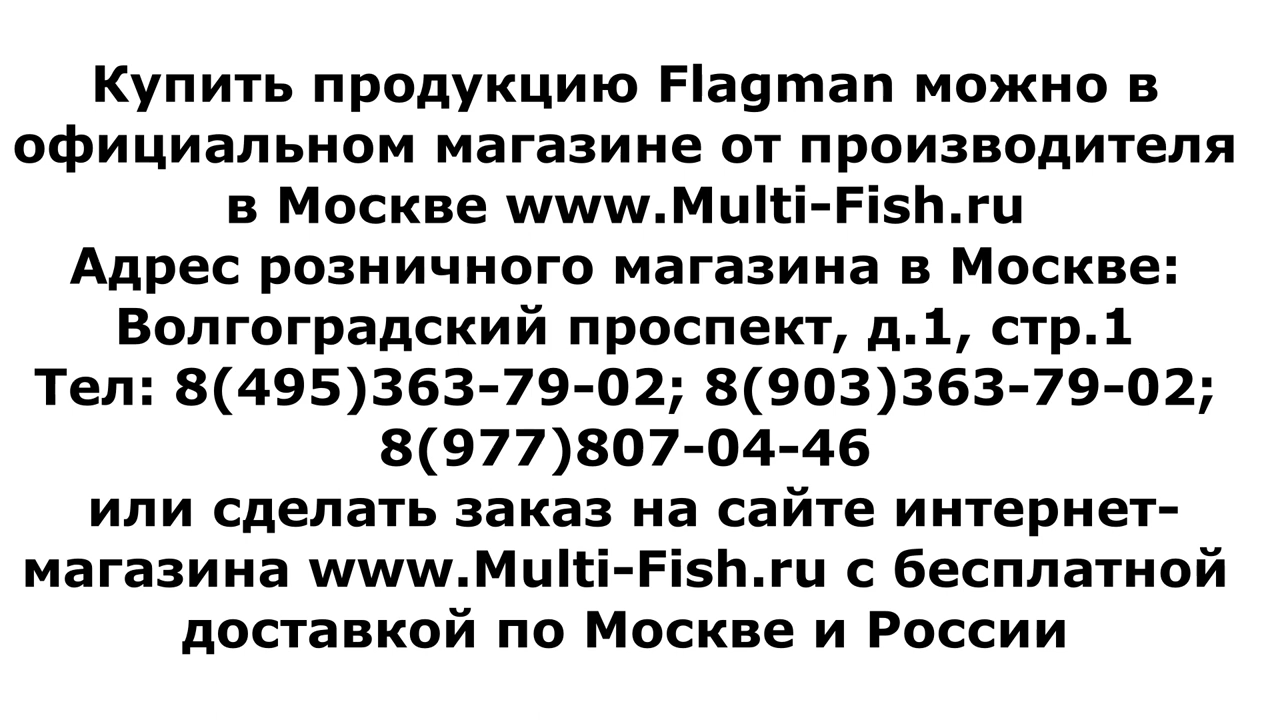 Купить продукцию Flagman можно в
официальном магазине от производителя
в Москве www.Multi-Fish.ru
Адрес розничного магазина в Москве:
Волгоградский проспект, д.1, стр.1
Тел: 8(495)363-79-02; 8(903)363-79-02;
8(977)807-04-46
или сделать заказ на сайте интернет-
магазина www.Multi-Fish.ru с бесплатной
доставкой по Москве и России